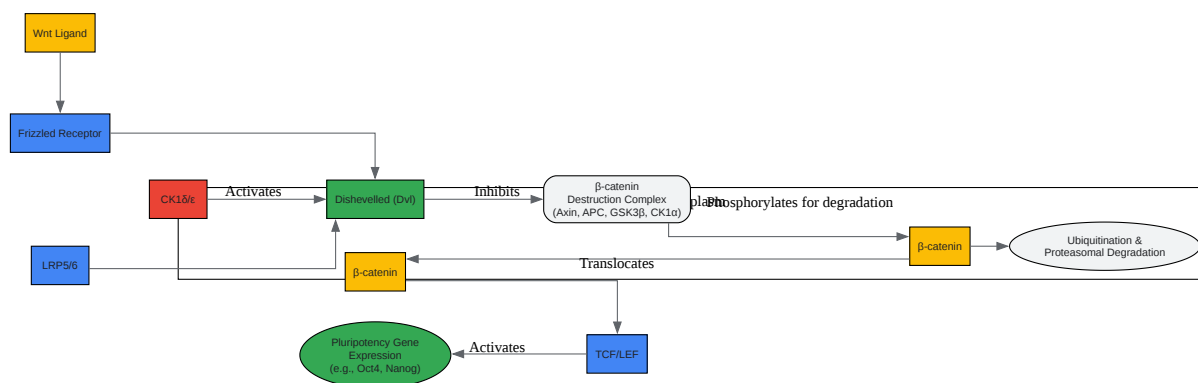 Wnt Ligand
Frizzled Receptor
CK1δ/ε
Activates
Dishevelled (Dvl)
Inhibits
β-catenin
Destruction Complex
(Axin, APC, GSK3β, CK1α)
Phosphorylates for degradation
LRP5/6
β-catenin
Translocates
β-catenin
Ubiquitination &
Proteasomal Degradation
Pluripotency Gene
Expression
(e.g., Oct4, Nanog)
Activates
TCF/LEF